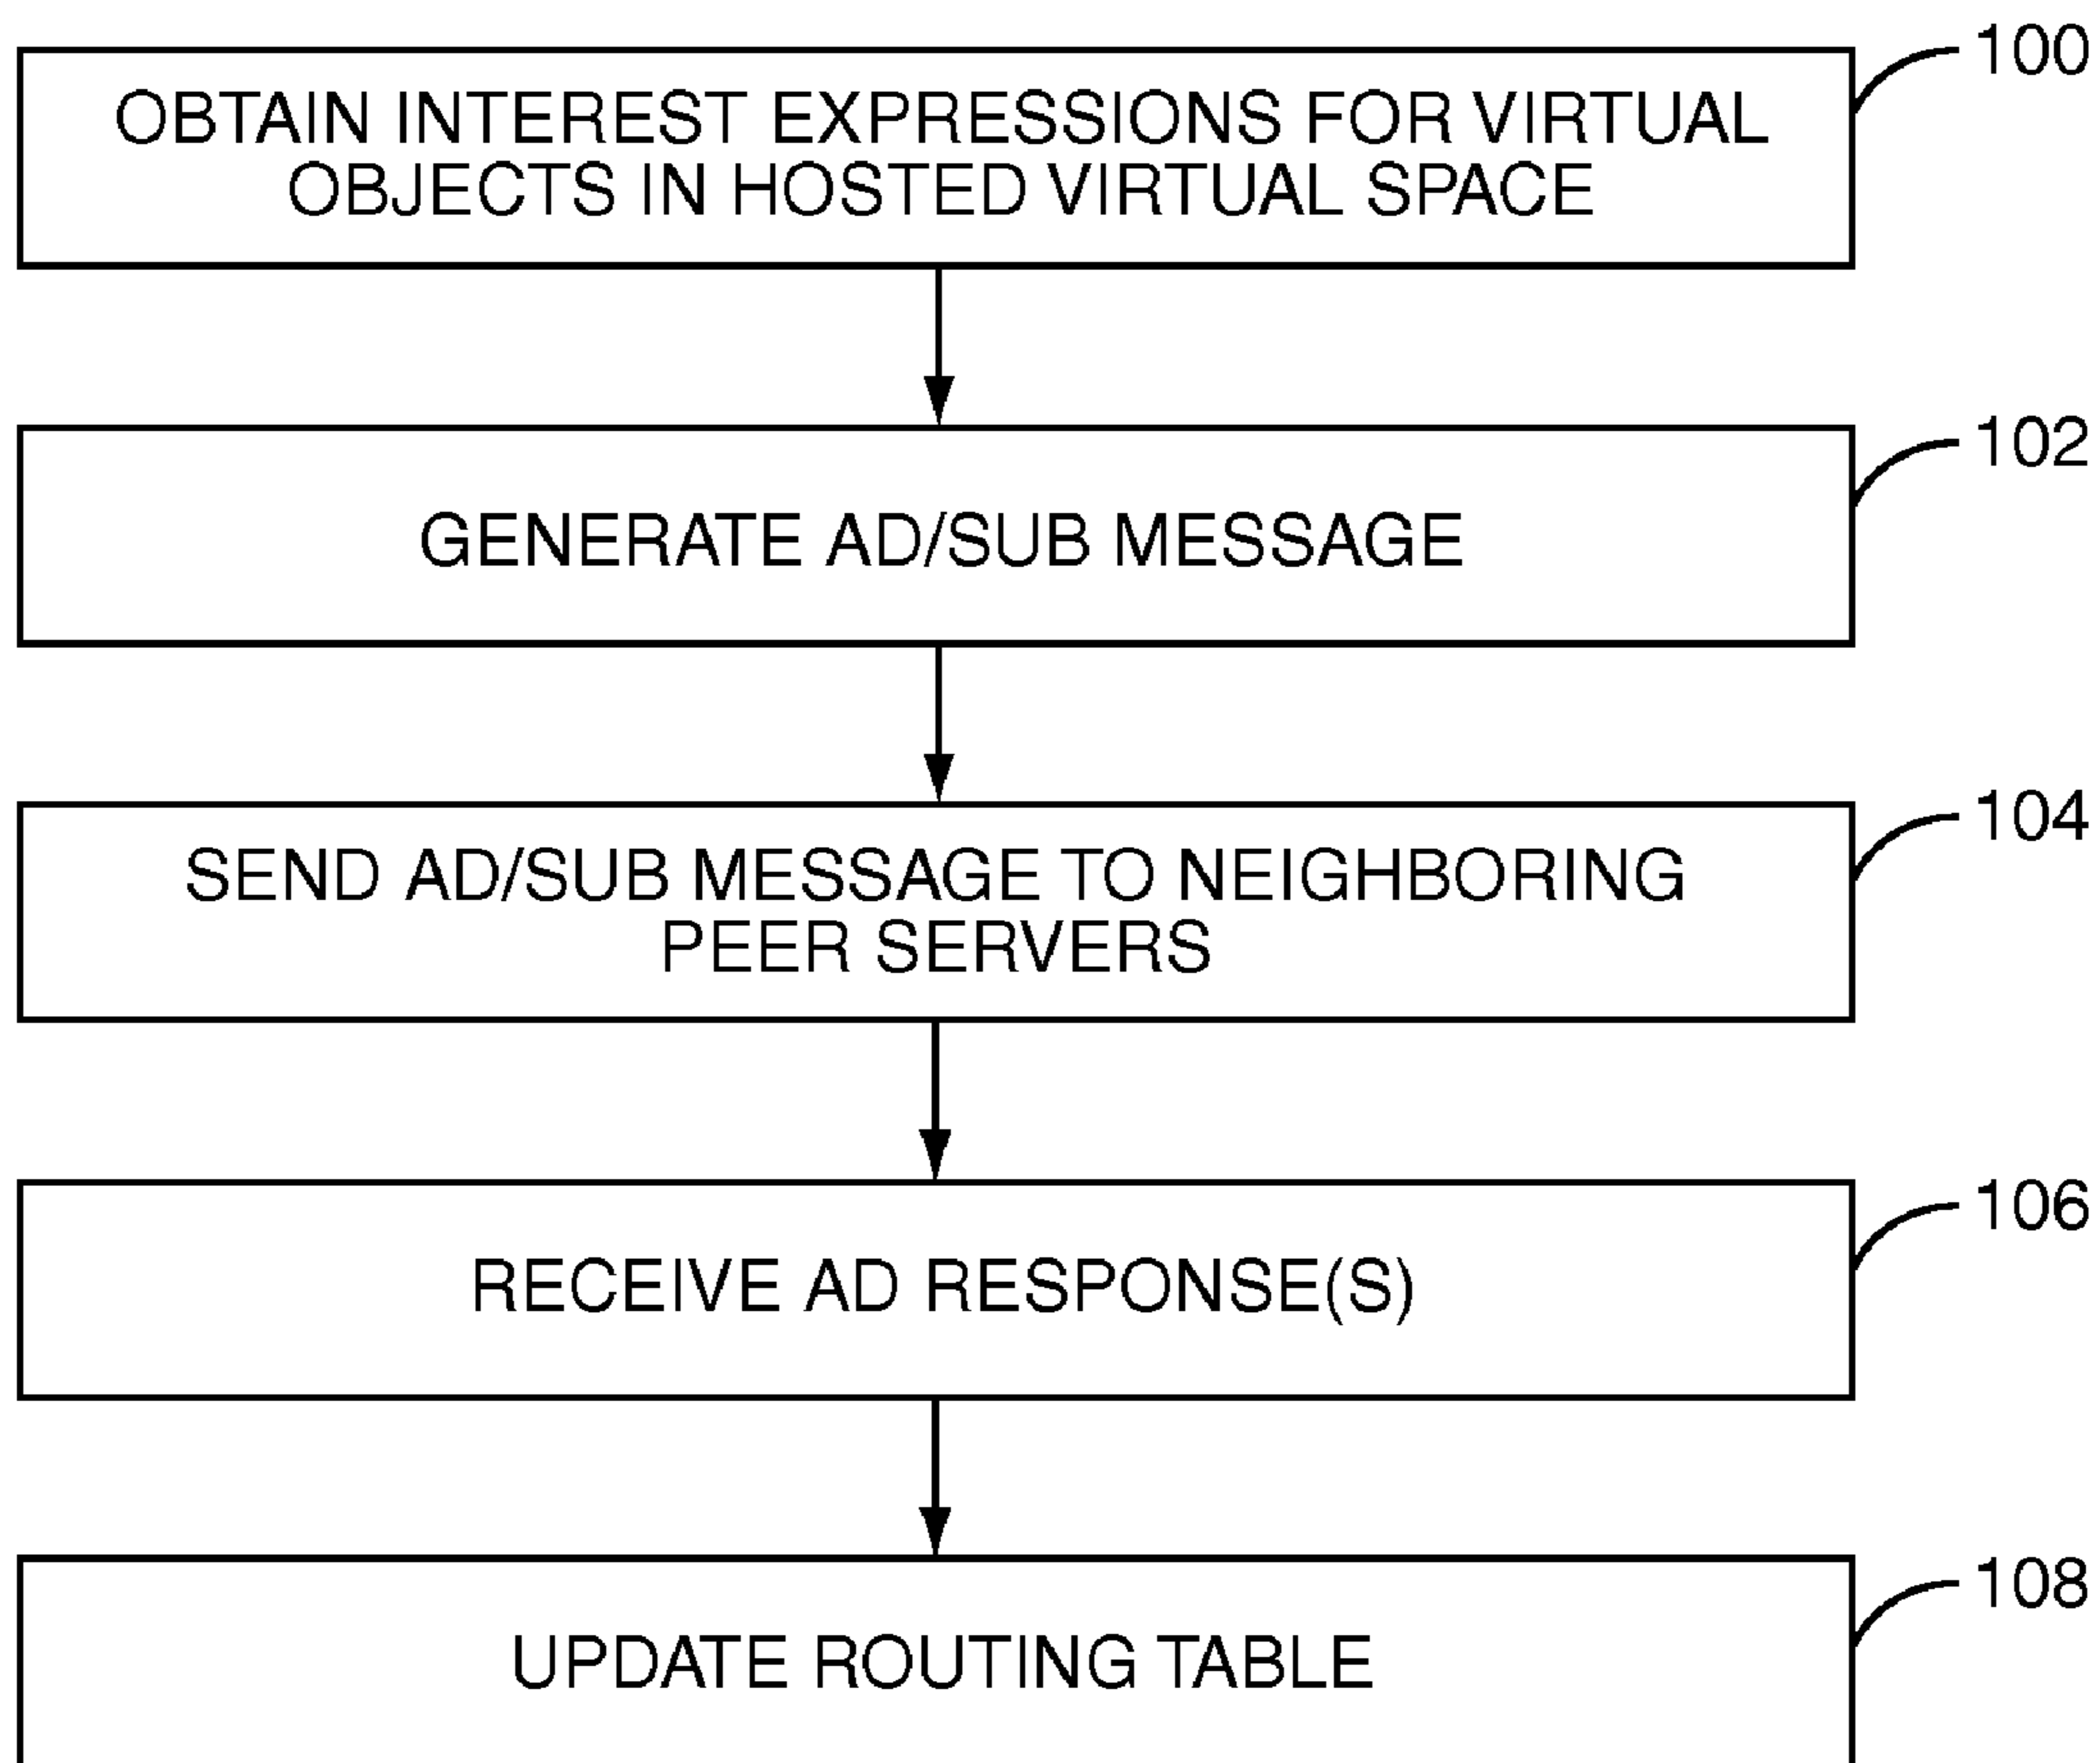 100
OBTAIN INTEREST EXPRESSIONS FOR VIRTUAL
OBJECTS IN HOSTED VIRTUAL SPACE
102
GENERATE AD/SUB MESSAGE
104
SEND AD/SUB MESSAGE TO NEIGHBORING
PEER SERVERS
106
RECEIVE AD RESPONSE(S)
108
UPDATE ROUTING TABLE